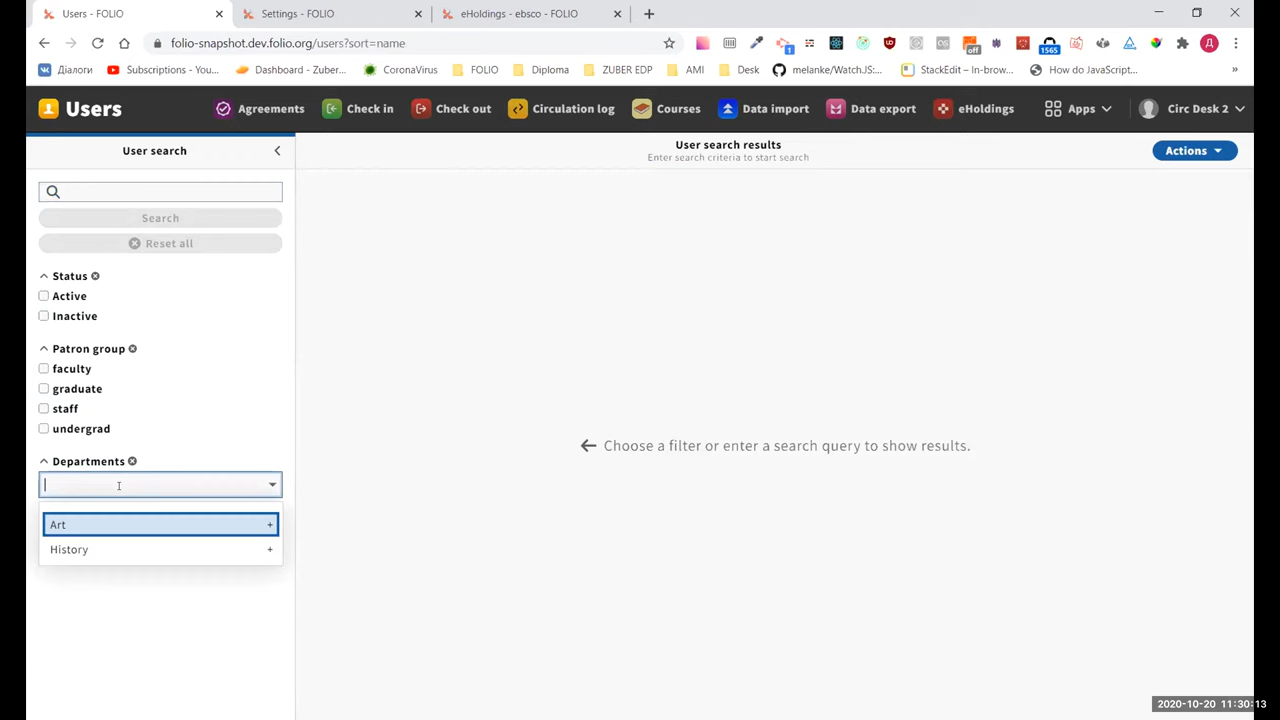 Users - FOLIO
Settings - FOLIO
eHoldings - ebsco - FOLIO
folio-snapshot.dev.folio.org/users?sort=name
1
off
1565
Д
Діалоги
Subscriptions - You...
Dashboard - Zuber...
CoronaVirus
FOLIO
Diploma
ZUBER EDP
AMI
Desk
melanke/Watch.JS:...
StackEdit – In-brow...
How do JavaScript...
»
Users
Agreements
Check in
Check out
Circulation log
Courses
Data import
Data export
eHoldings
Apps
Circ Desk 2
User search
User search results
Enter search criteria to start search
Actions
Search
Reset all
Status
Active
Inactive
Patron group
faculty
graduate
staff
undergrad
Choose a filter or enter a search query to show results.
Departments
Art +
History +
2020-10-20 11:30:13